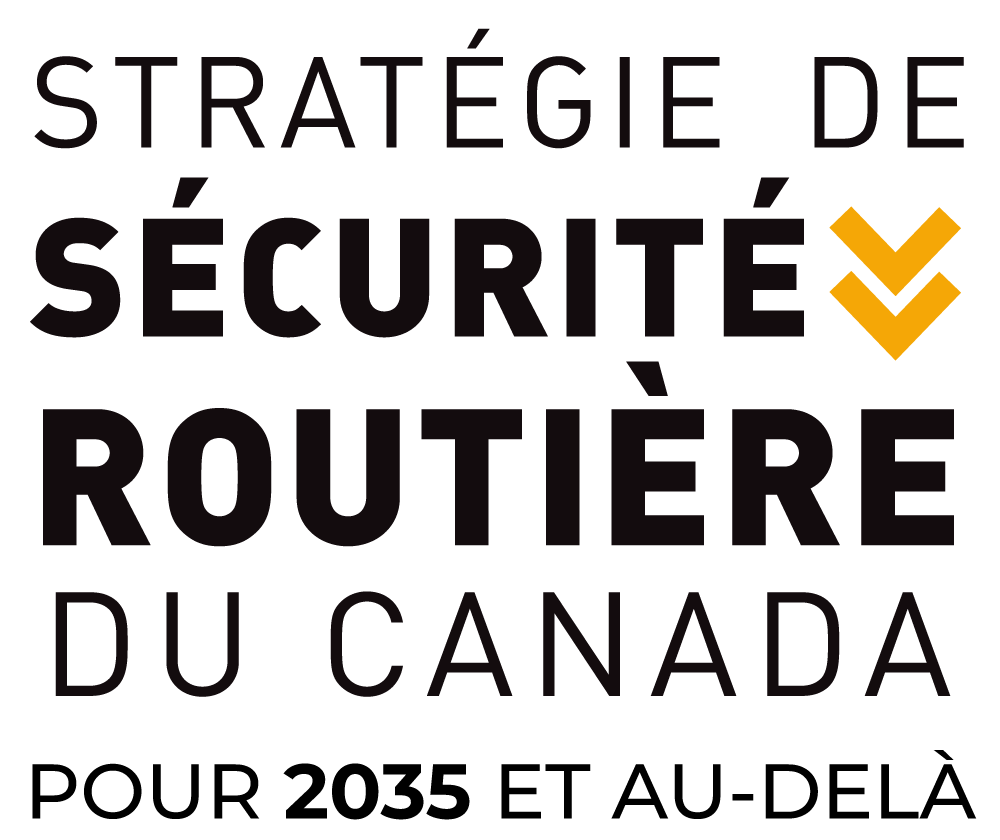 STRATÉGIE DE
SÉCURITÉ
ROUTIÈRE
DU CANADA
POUR 2035 ET AU-DELÀ